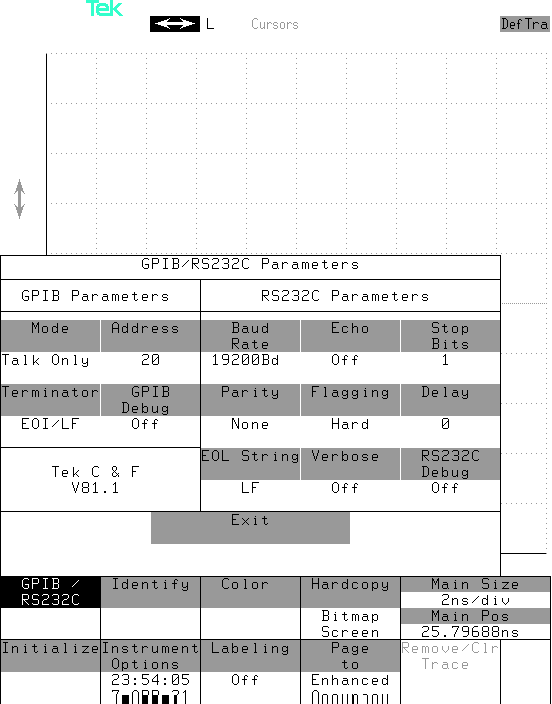 Tek
L Cursors DefTra
GPIB/RS232C Parameters
GPIB Parameters RS232C Parameters
Mode Address Baud Rate Echo Stop Bits
Talk Only 20 19200Bd Off 1
Terminator GPIB Debug Parity Flagging Delay
EOI/LF Off None Hard 0
Tek C & F
V81.1
EOL String Verbose RS232C Debug
LF Off Off
Exit
GPIB / RS232C Identify Color Hardcopy Main Size
2ns/div
Bitmap Screen Main Pos
25.79688ns
Initialize Instrument Options Labeling Page to Remove/Clr Trace
23:54:05 Off Enhanced